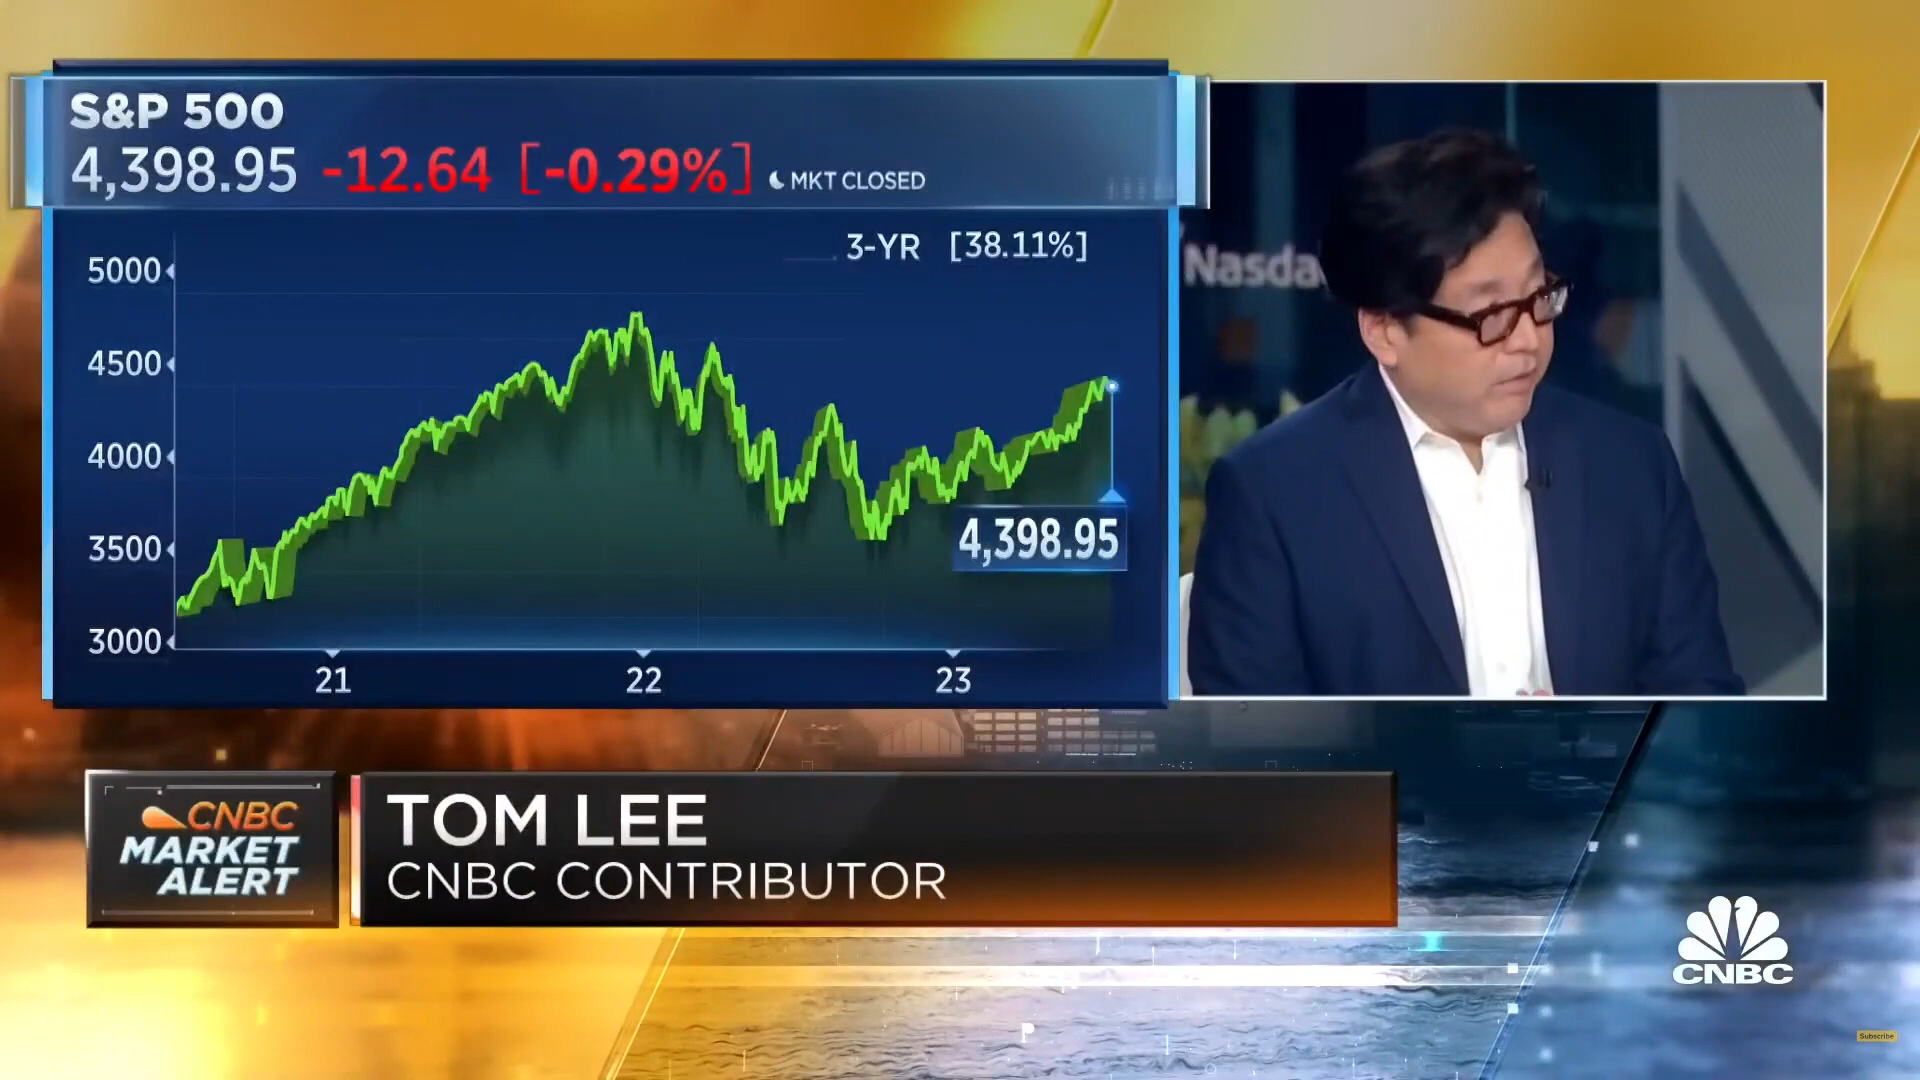 S&P 500
4,398.95 -12.64 [-0.29%] MKT CLOSED
3-YR [38.11%]
5000
4500
4000
3500
3000
4,398.95
21 22 23
Nasda
CNBC
MARKET
ALERT
TOM LEE
CNBC CONTRIBUTOR
CNBC
Subscribe